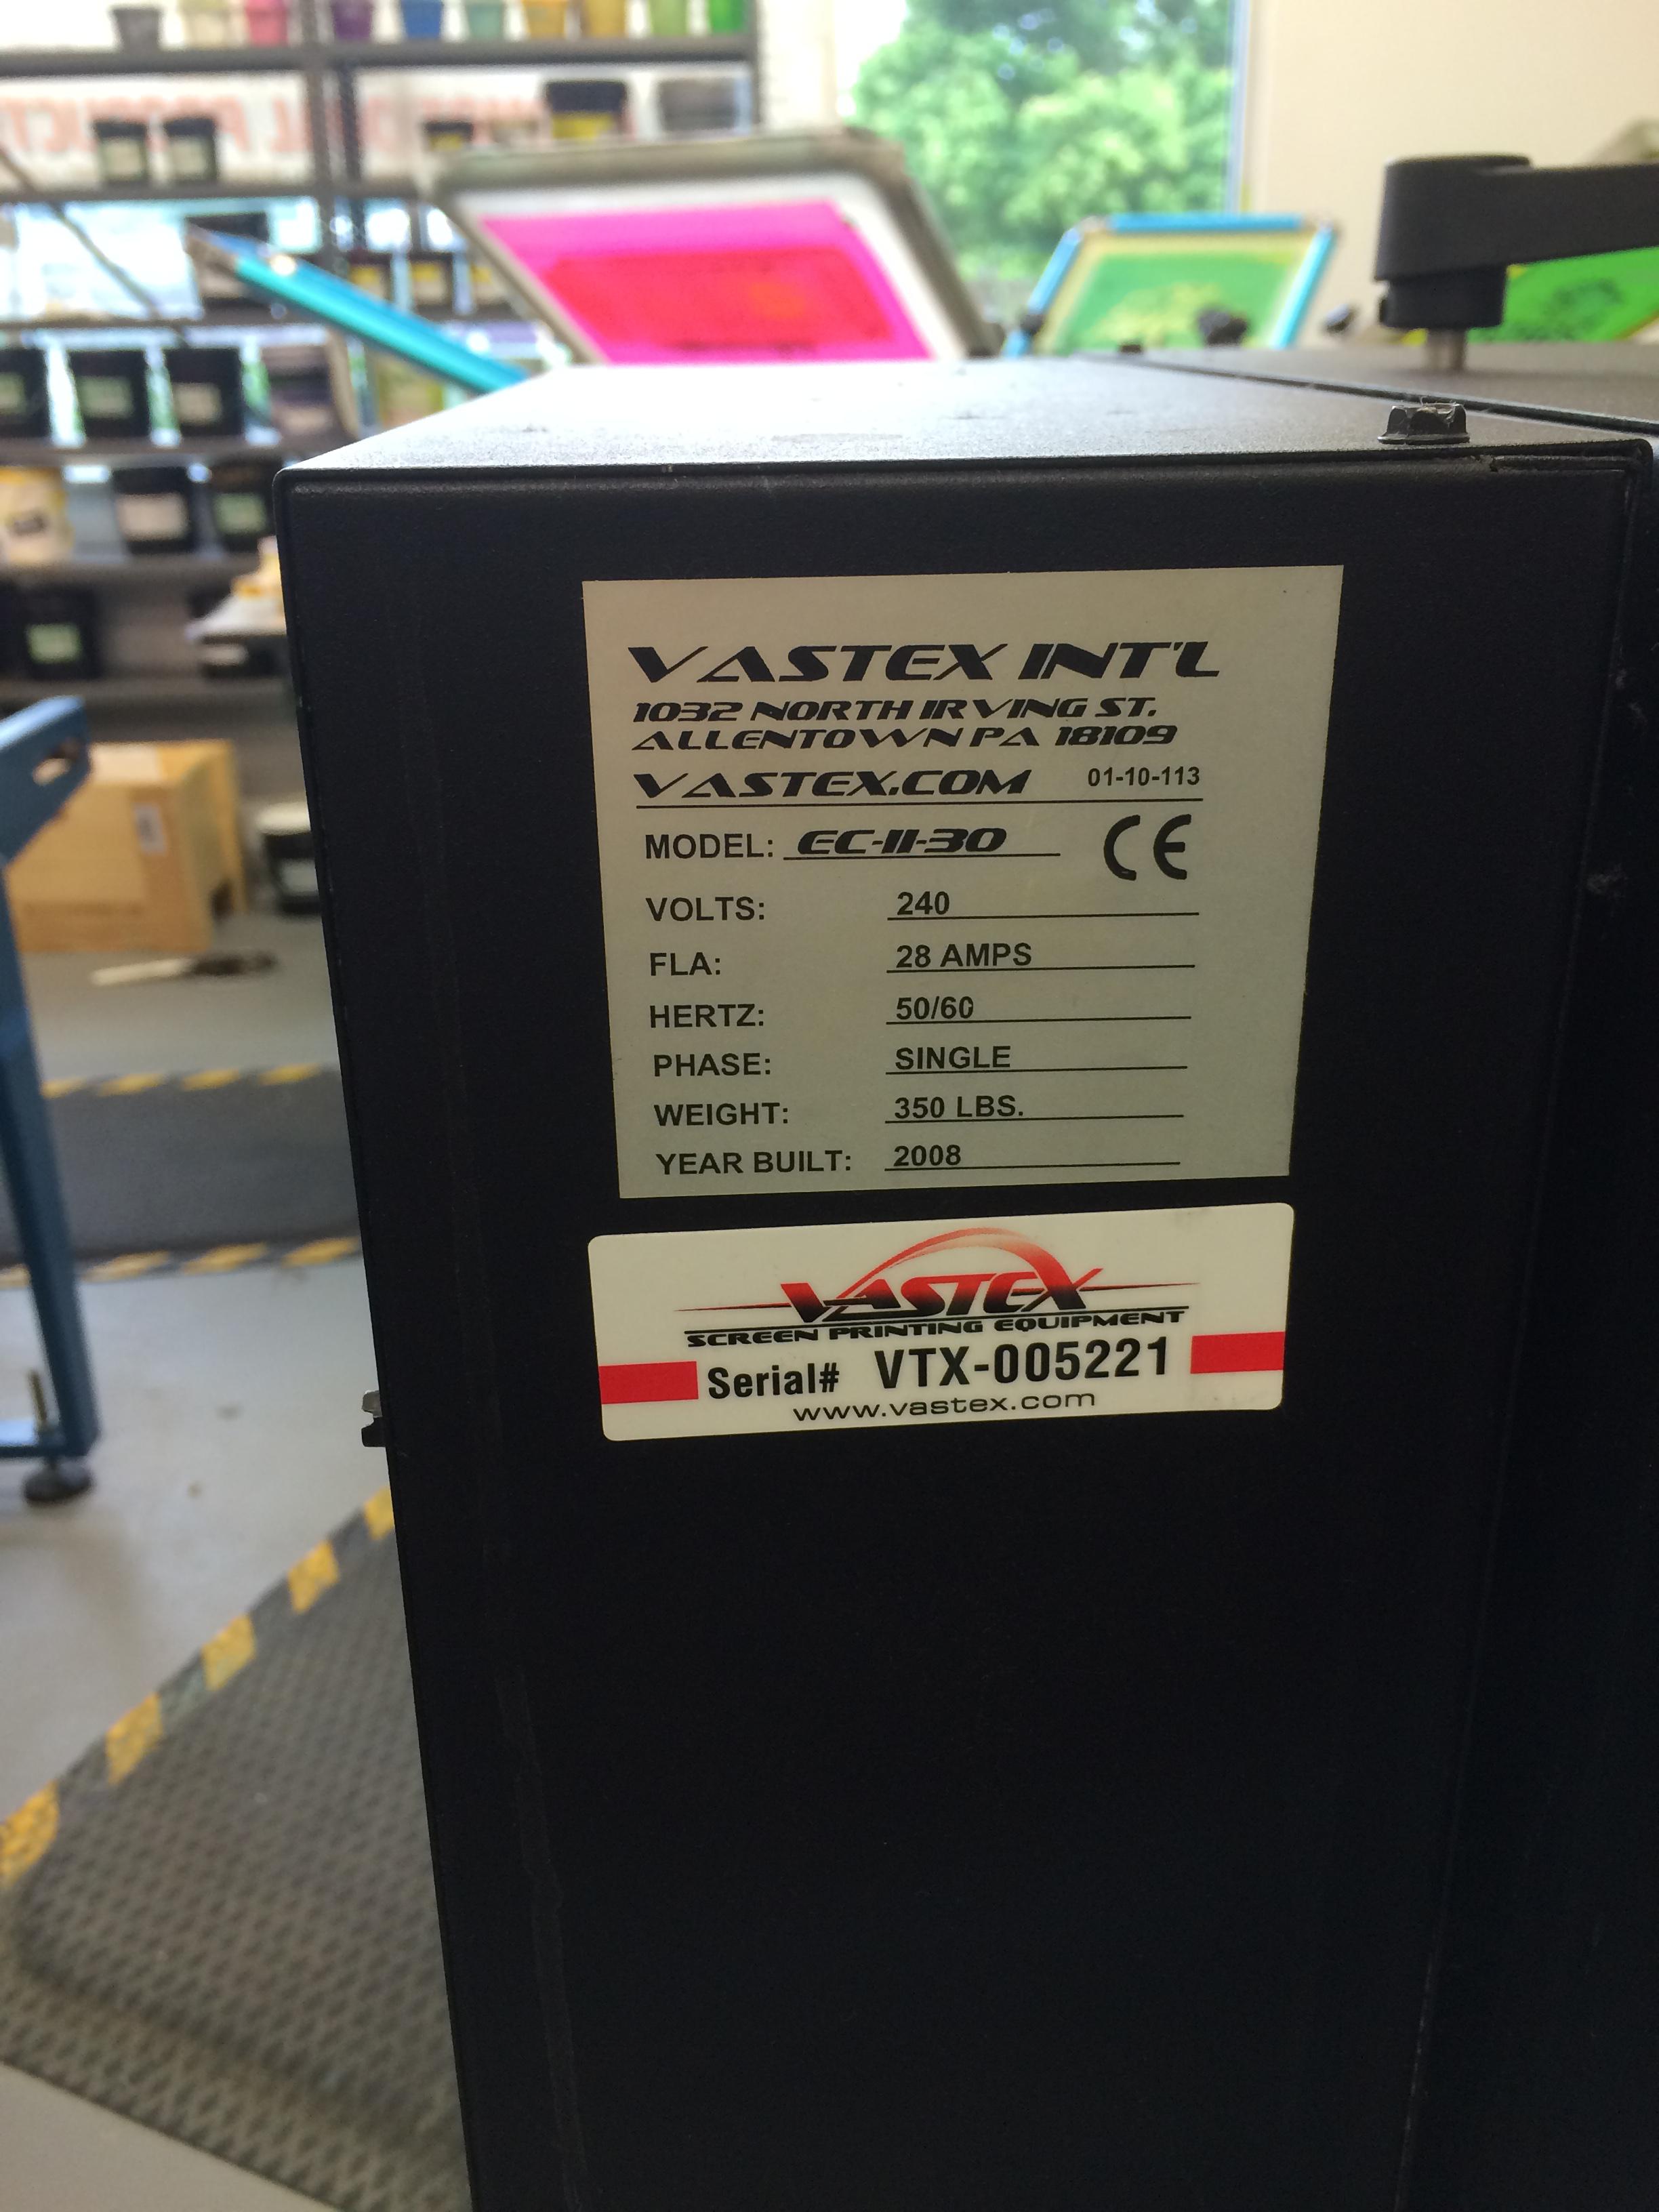 VASTEX INT'L
1032 NORTH IRVING ST.
ALLENTOWN PA 18109
VASTEX.COM 01-10-113
MODEL: EC-II-30 CE
VOLTS: 240
FLA: 28 AMPS
HERTZ: 50/60
PHASE: SINGLE
WEIGHT: 350 LBS.
YEAR BUILT: 2008
VASTEX
SCREEN PRINTING EQUIPMENT
Serial# VTX-005221
www.vastex.com